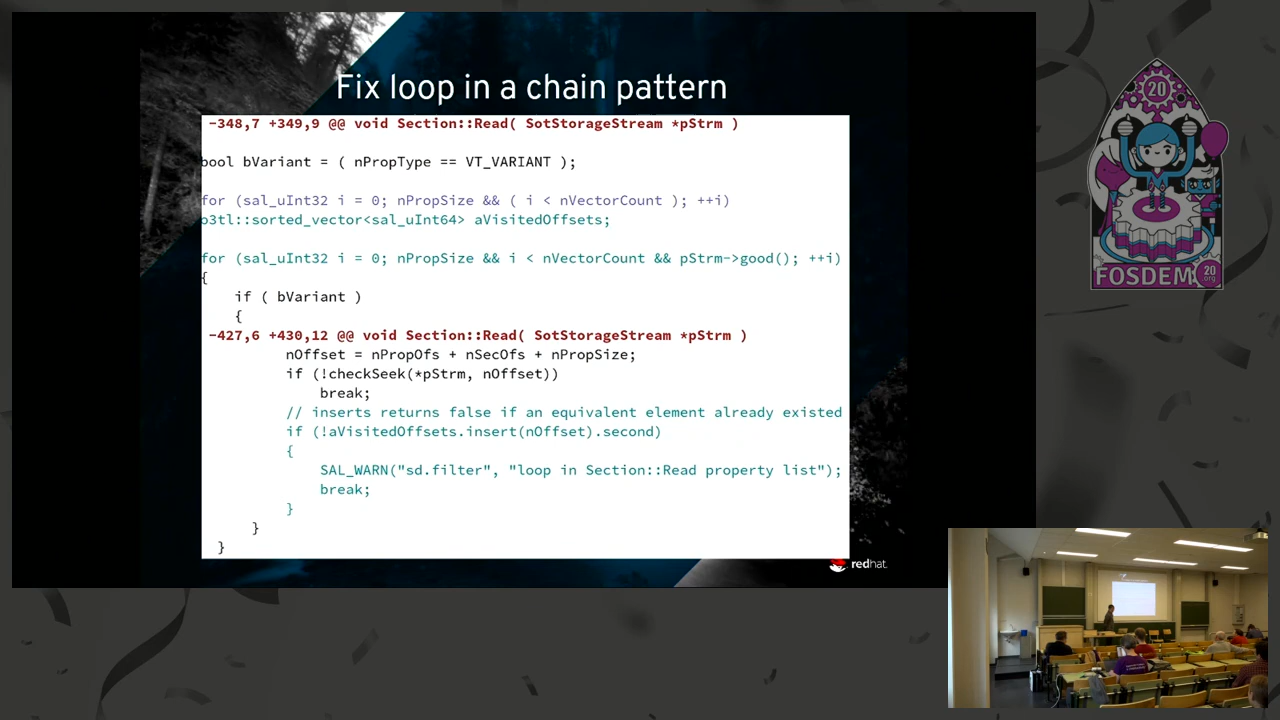 Fix loop in a chain pattern
-348,7 +349,9 @@ void Section::Read( SotStorageStream *pStrm )
bool bVariant = ( nPropType == VT_VARIANT );
for (sal_uInt32 i = 0; nPropSize && ( i < nVectorCount ); ++i)
o3tl::sorted_vector<sal_uInt64> aVisitedOffsets;
for (sal_uInt32 i = 0; nPropSize && i < nVectorCount && pStrm->good(); ++i)
{
if ( bVariant )
{
-427,6 +430,12 @@ void Section::Read( SotStorageStream *pStrm )
nOffset = nPropOfs + nSecOfs + nPropSize;
if (!checkSeek(*pStrm, nOffset))
break;
// inserts returns false if an equivalent element already existed
if (!aVisitedOffsets.insert(nOffset).second)
{
SAL_WARN("sd.filter", "loop in Section::Read property list");
break;
}
}
}
redhat.
20
FOSDEM
20
.org